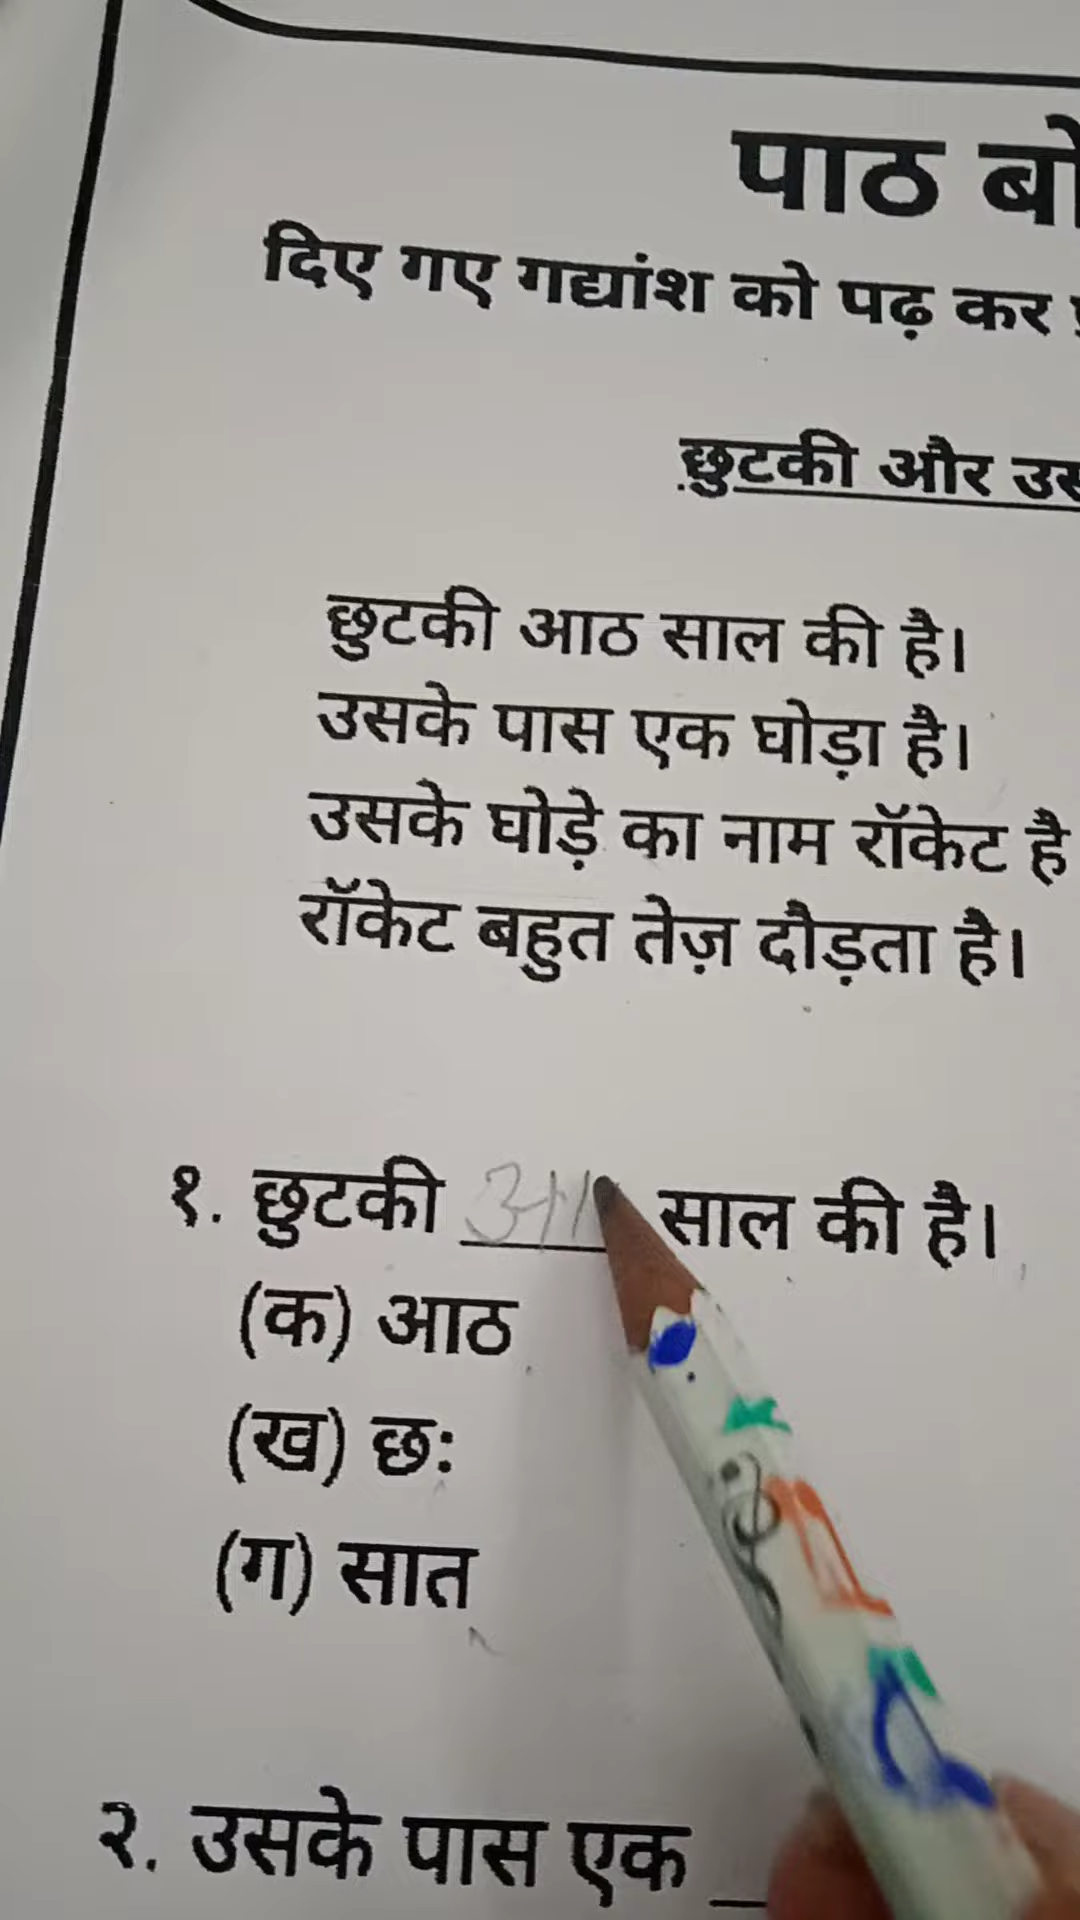 पाठ
दिए गए गद्यांश को पढ़ कर
छुटकी और
छुटकी आठ साल की है।
उसके पास एक घोड़ा है।
उसके घोड़े का नाम रॉकेट है
रॉकेट बहुत तेज़ दौड़ता है।
१. छुटकी आ साल की है।
(क) आठ
(ख) छः
(ग) सात
२. उसके पास एक